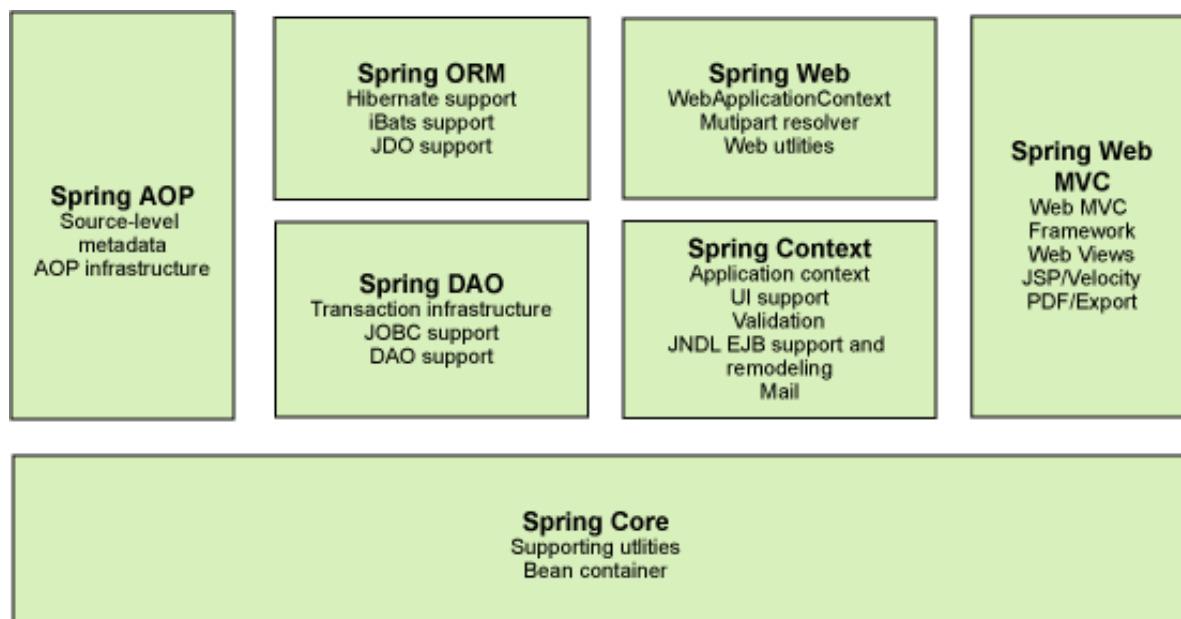 Spring AOP
Source-level
metadata
AOP infrastructure
Spring ORM
Hibernate support
iBats support
JDO support
Spring DAO
Transaction infrastructure
JOBC support
DAO support
Spring Web
WebApplicationContext
Mutipart resolver
Web utlities
Spring Context
Application context
UI support
Validation
JNDL EJB support and
remodeling
Mail
Spring Web
MVC
Web MVC
Framework
Web Views
JSP/Velocity
PDF/Export
Spring Core
Supporting utlities
Bean container